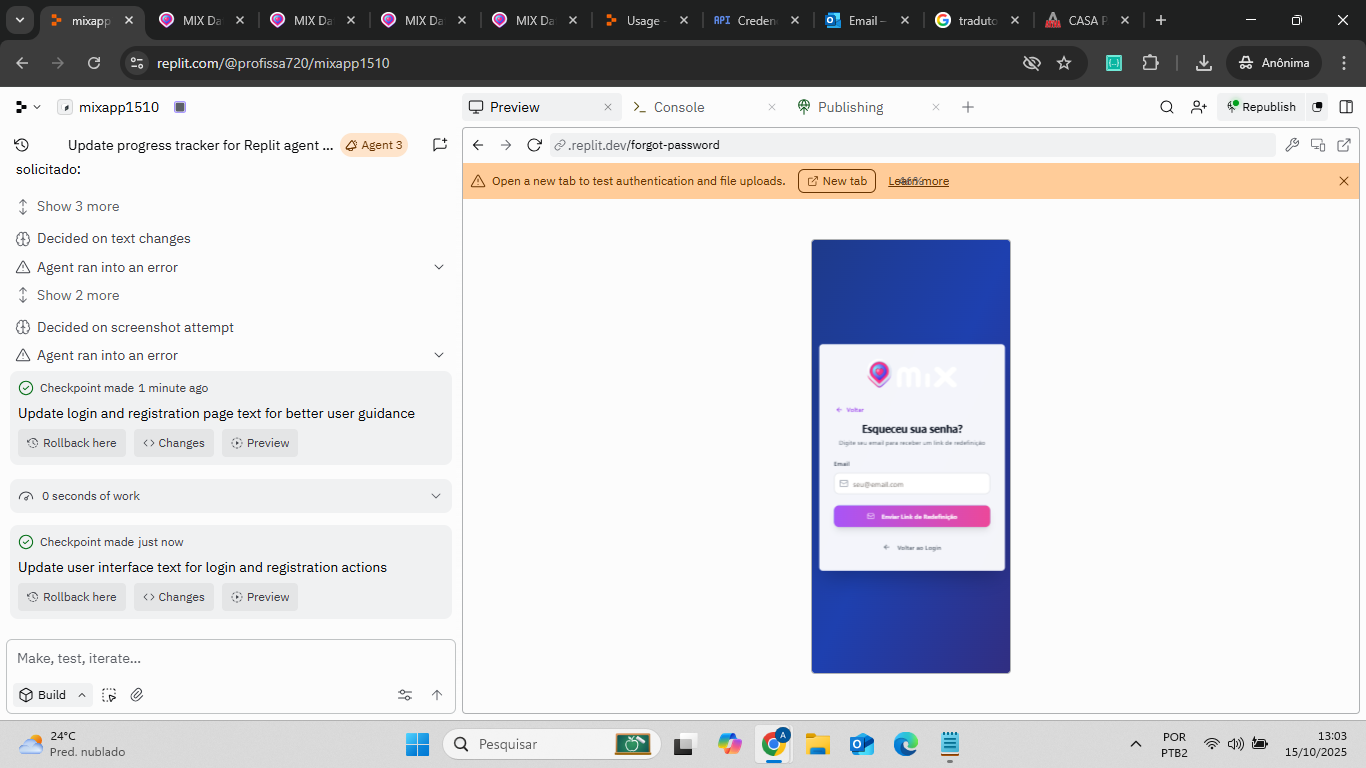 mixapp
MIX Da
MIX Da
MIX Da
MIX Da
Usage -
API Creden
Email –
traduto
CASA P
replit.com/@profissa720/mixapp1510
Anônima
mixapp1510
Preview
Console
Publishing
Republish
Update progress tracker for Replit agent ...
Agent 3
.replit.dev/forgot-password
solicitado:
Open a new tab to test authentication and file uploads.
New tab
Learn more
Show 3 more
Decided on text changes
Agent ran into an error
Show 2 more
Decided on screenshot attempt
Agent ran into an error
Checkpoint made 1 minute ago
Update login and registration page text for better user guidance
Rollback here
Changes
Preview
0 seconds of work
Checkpoint made just now
Update user interface text for login and registration actions
Rollback here
Changes
Preview
Make, test, iterate...
Build
mix
Voltar
Esqueceu sua senha?
Digite seu email para receber um link de redefinição
Email
seu@email.com
Enviar Link de Redefinição
Voltar ao Login
24°C
Pred. nublado
Pesquisar
A
POR
PTB2
13:03
15/10/2025